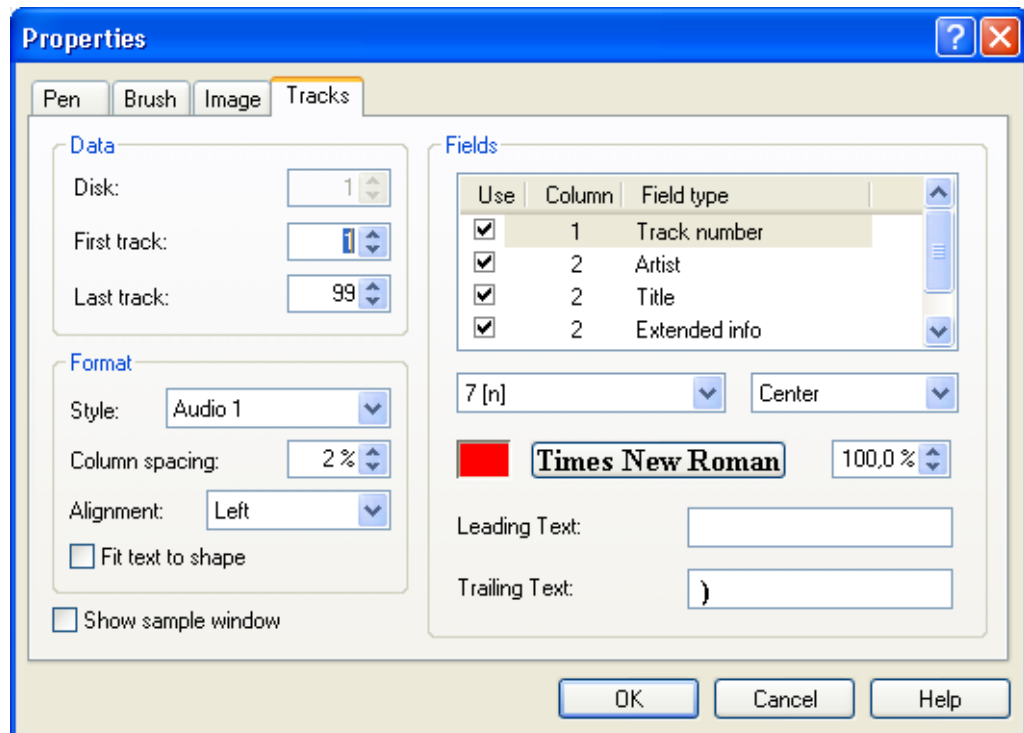 Properties
Pen Brush Image Tracks
Data
Disk: 1
First track: 1
Last track: 99
Format
Style: Audio 1
Column spacing: 2 %
Alignment: Left
Fit text to shape
Show sample window
Fields
Use Column Field type
1 Track number
2 Artist
2 Title
2 Extended info
7 [n] Center
Times New Roman 100,0 %
Leading Text:
Trailing Text: )
OK Cancel Help